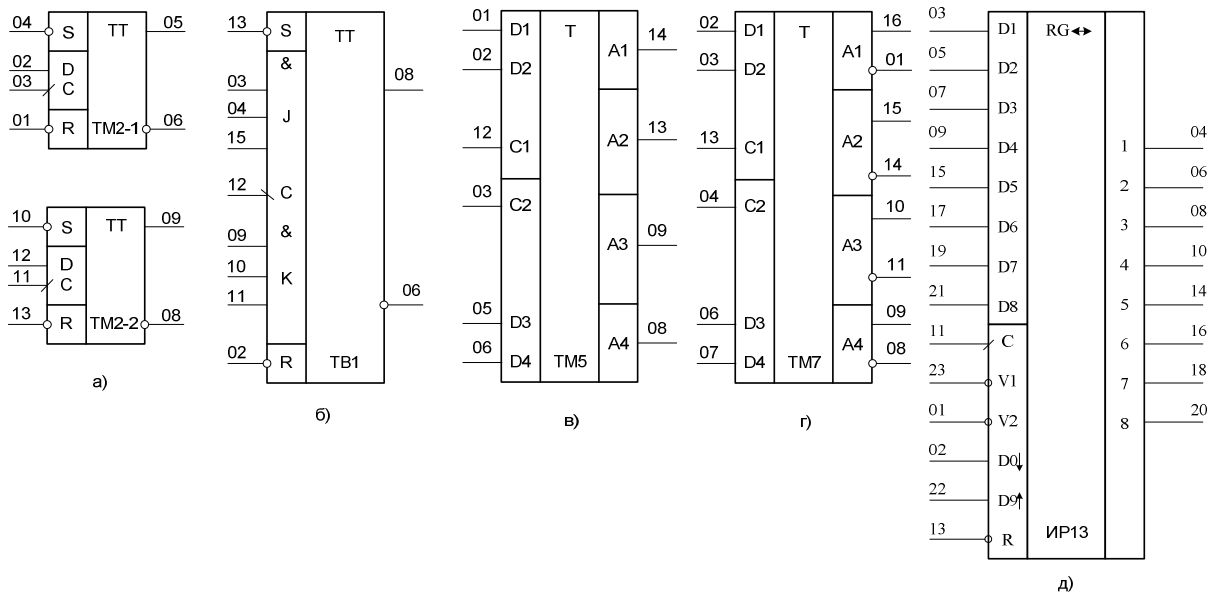 04 S TT 05
02 D
03 C
01 R TM2-1 06
10 S TT 09
12 D
11 C
13 R TM2-2 08
а)
13 S TT
&
03 08
04 J
15
12 C
&
09
10 K 06
11
02 R TB1
б)
01 D1 T A1 14
02 D2
12 C1 A2 13
03 C2
A3 09
05 D3
06 D4 TM5 A4 08
в)
02 D1 T A1 16
03 D2 01
13 C1 A2 15
14
04 C2 A3 10
11
06 D3 A4 09
07 D4 TM7 08
г)
03 D1 RG
05 D2
07 D3
09 D4 1 04
15 D5 2 06
17 D6 3 08
19 D7 4 10
21 D8 5 14
11 C 6 16
23 V1 7 18
01 V2 8 20
02 D0
22 D9
13 R ИР13
д)